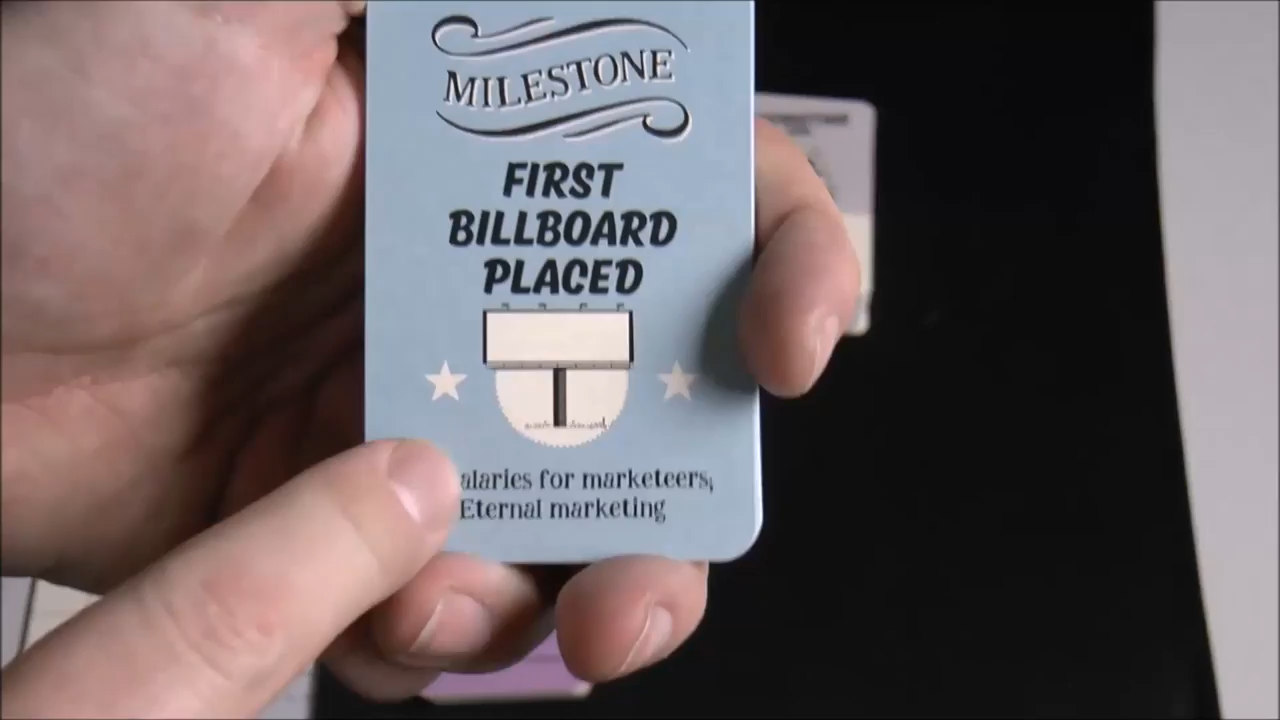 MILESTONE
FIRST
BILLBOARD
PLACED
alaries for marketeers,
Eternal marketing